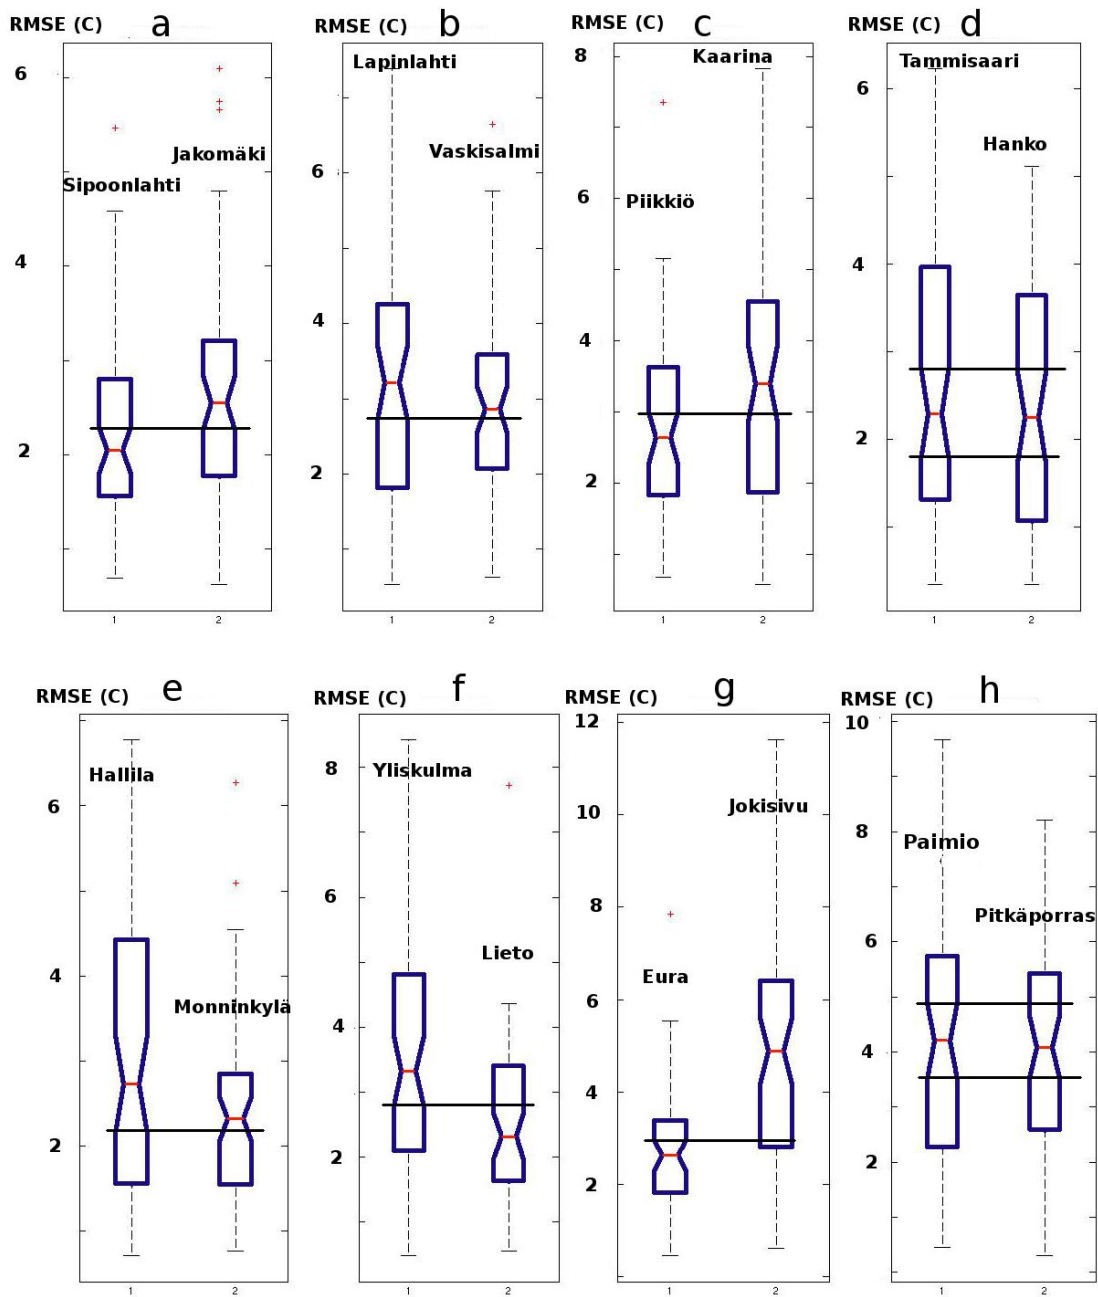 RMSE (C) a
6
4
2
Jakomäki
Sipoonlahti
1 2
RMSE (C) b
Lapinlahti
Vaskisalmi
6
4
2
1 2
RMSE (C) c
8
6
4
2
Kaarina
Piikkiö
1 2
RMSE (C) d
Tammisaari
Hanko
6
4
2
1 2
RMSE (C) e
Hallila
Monninkylä
6
4
2
1 2
RMSE (C) f
Yliskulma
Lieto
8
6
4
2
1 2
RMSE (C) g
12
10
8
6
4
2
Jokisivu
Eura
1 2
RMSE (C) h
10
8
6
4
2
Paimio
Pitkäporras
1 2